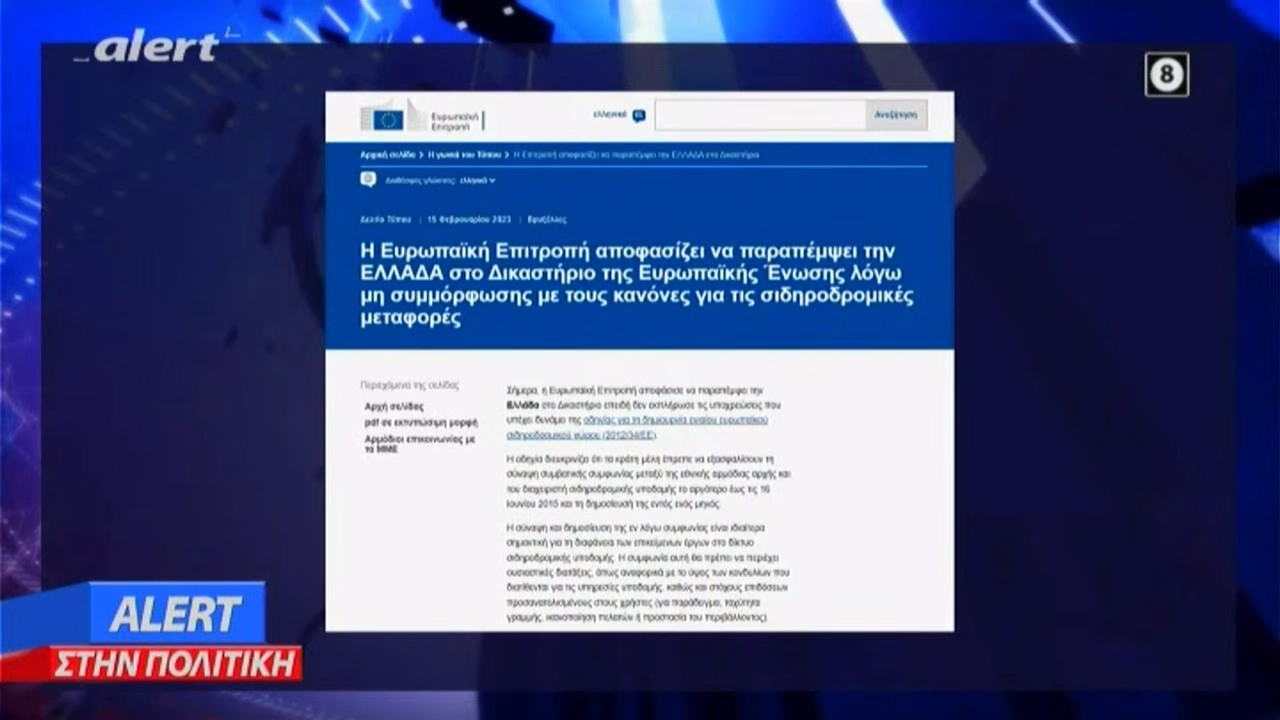 alert
8
Ευρωπαϊκή
Επιτροπή
ελληνικά EL
Αναζήτηση
Αρχική σελίδα > Η γωνιά του Τύπου > Η Επιτροπή αποφασίζει να παραπέμψει την ΕΛΛΑΔΑ στο Δικαστήριο
Διαθέσιμες γλώσσες: ελληνικά
Δελτίο Τύπου | 15 Φεβρουαρίου 2023 | Βρυξέλλες
Η Ευρωπαϊκή Επιτροπή αποφασίζει να παραπέμψει την
ΕΛΛΑΔΑ στο Δικαστήριο της Ευρωπαϊκής Ένωσης λόγω
μη συμμόρφωσης με τους κανόνες για τις σιδηροδρομικές
μεταφορές
Περιεχόμενα της σελίδας
Αρχή σελίδας
pdf σε εκτυπώσιμη μορφή
Αρμόδιοι επικοινωνίας με
τα ΜΜΕ
Σήμερα, η Ευρωπαϊκή Επιτροπή αποφάσισε να παραπέμψει την
Ελλάδα στο Δικαστήριο επειδή δεν εκπλήρωσε τις υποχρεώσεις που
υπέχει δυνάμει της οδηγίας για τη δημιουργία ενιαίου ευρωπαϊκού
σιδηροδρομικού χώρου (2012/34/ΕΕ).
Η οδηγία διευκρινίζει ότι τα κράτη μέλη έπρεπε να εξασφαλίσουν τη
σύναψη συμβατικής συμφωνίας μεταξύ της εθνικής αρμόδιας αρχής και
του διαχειριστή σιδηροδρομικής υποδομής το αργότερο έως τις 16
Ιουνίου 2015 και τη δημοσίευσή της εντός ενός μηνός.
Η σύναψη και δημοσίευση της εν λόγω συμφωνίας είναι ιδιαίτερα
σημαντική για τη διαφάνεια των επικείμενων έργων στο δίκτυο
σιδηροδρομικής υποδομής. Η συμφωνία αυτή θα πρέπει να περιέχει
ουσιαστικές διατάξεις, όπως αναφορικά με το ύψος των κονδυλίων που
διατίθενται για τις υπηρεσίες υποδομής, καθώς και στόχους επιδόσεων
προσανατολισμένους στους χρήστες (για παράδειγμα, ταχύτητα
γραμμής, ικανοποίηση πελατών ή προστασία του περιβάλλοντος).
ALERT
ΣΤΗΝ ΠΟΛΙΤΙΚΗ